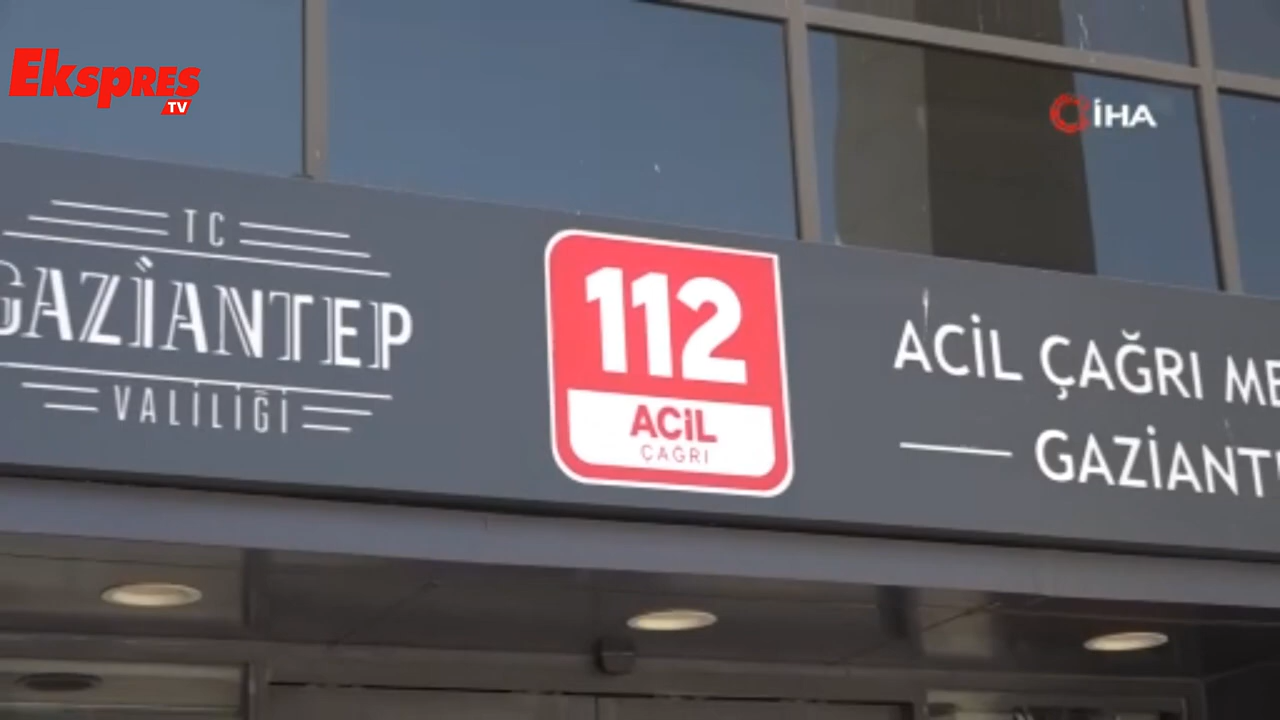 Ekspres
TV
İHA
TC
GAZİANTEP
VALİLİĞİ
112
ACİL
ÇAĞRI
ACİL ÇAĞRI